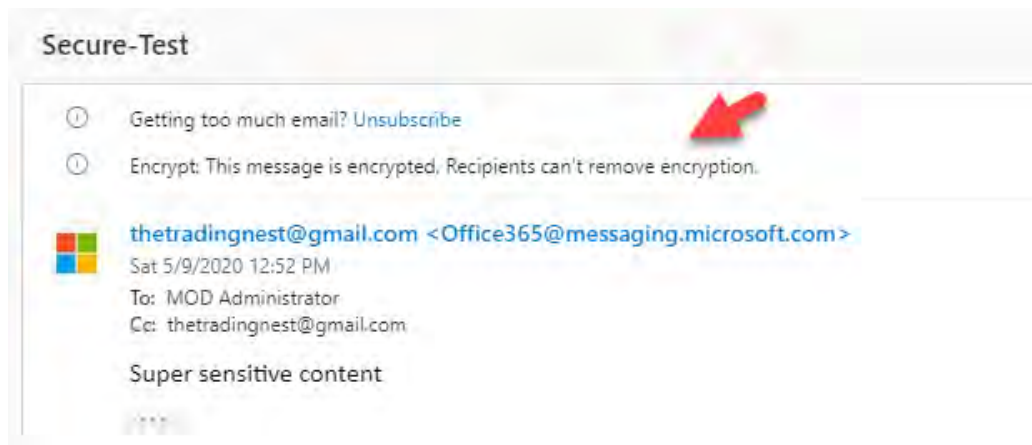 Secure-Test
Getting too much email? Unsubscribe
Encrypt: This message is encrypted. Recipients can't remove encryption.
thetradingnest@gmail.com <Office365@messaging.microsoft.com>
Sat 5/9/2020 12:52 PM
To: MOD Administrator
Cc: thetradingnest@gmail.com
Super sensitive content
...